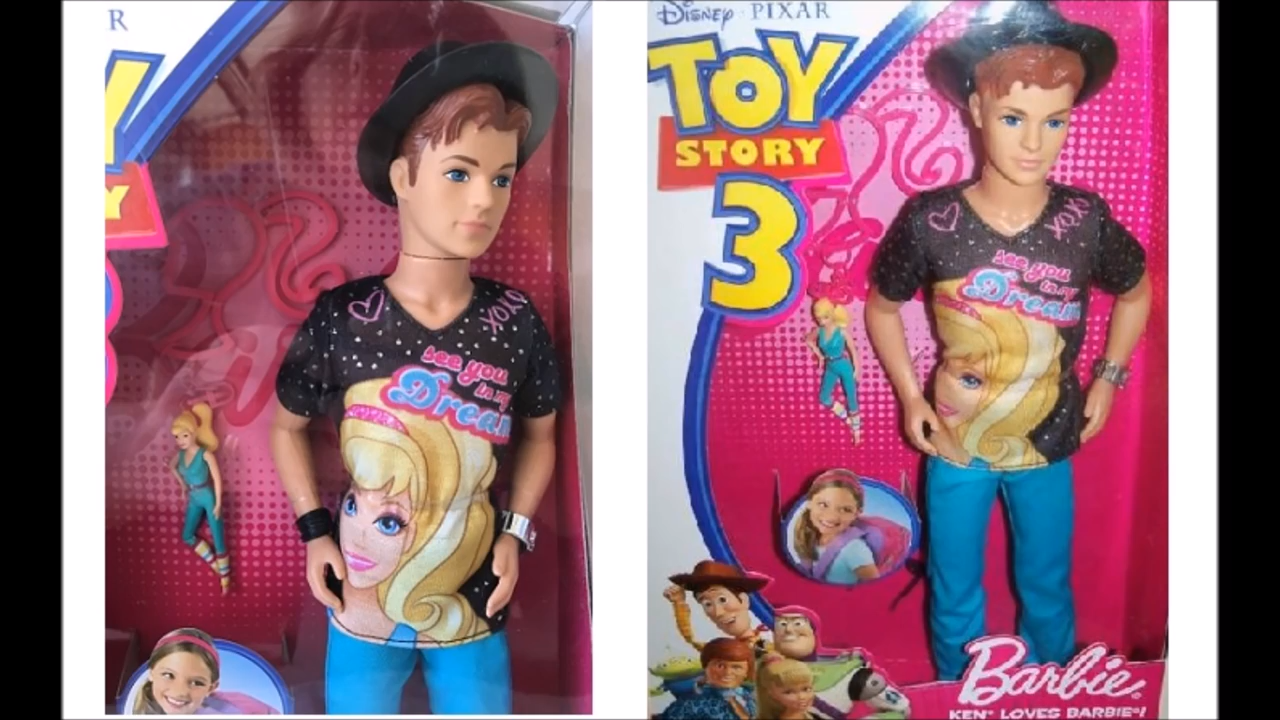 R
Y
Y
XOXO
see you
in my
Dream
DISNEY · PIXAR
TOY
STORY
3
XOXO
see you
in my
Dream
Barbie
KEN® LOVES BARBIE®!